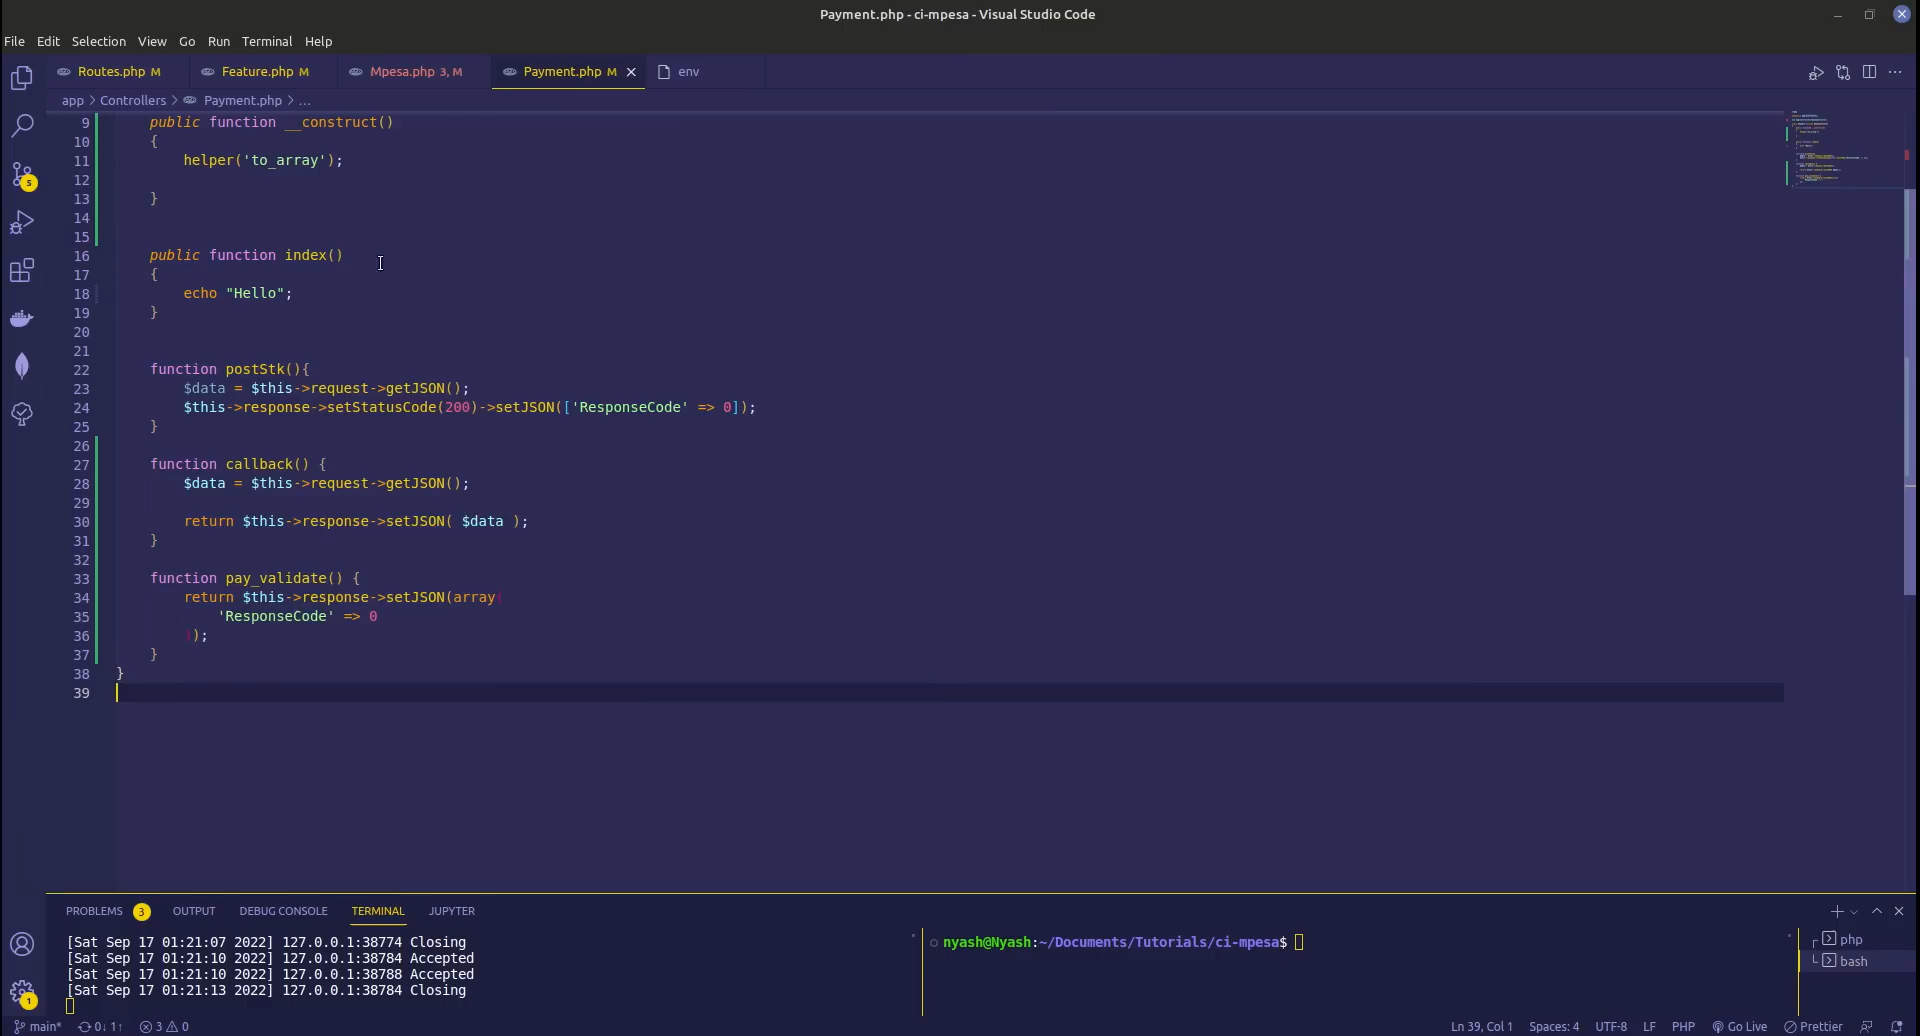 Payment.php - ci-mpesa - Visual Studio Code
File Edit Selection View Go Run Terminal Help
Routes.php M Feature.php M Mpesa.php 3, M Payment.php M env
app > Controllers > Payment.php > ...
9 public function __construct()
10 {
11 helper('to_array');
12
13 }
14
15
16 public function index()
17 {
18 echo "Hello";
19 }
20
21
22 function postStk(){
23 $data = $this->request->getJSON();
24 $this->response->setStatusCode(200)->setJSON(['ResponseCode' => 0]);
25 }
26
27 function callback() {
28 $data = $this->request->getJSON();
29
30 return $this->response->setJSON( $data );
31 }
32
33 function pay_validate() {
34 return $this->response->setJSON(array
35 'ResponseCode' => 0
36 );
37 }
38 }
39
5
1
PROBLEMS 3 OUTPUT DEBUG CONSOLE TERMINAL JUPYTER
[Sat Sep 17 01:21:07 2022] 127.0.0.1:38774 Closing
[Sat Sep 17 01:21:10 2022] 127.0.0.1:38784 Accepted
[Sat Sep 17 01:21:10 2022] 127.0.0.1:38788 Accepted
[Sat Sep 17 01:21:13 2022] 127.0.0.1:38784 Closing
nyash@Nyash:~/Documents/Tutorials/ci-mpesa$
php
bash
main* 0↓ 1↑ 3 0 Ln 39, Col 1 Spaces: 4 UTF-8 LF PHP Go Live Prettier